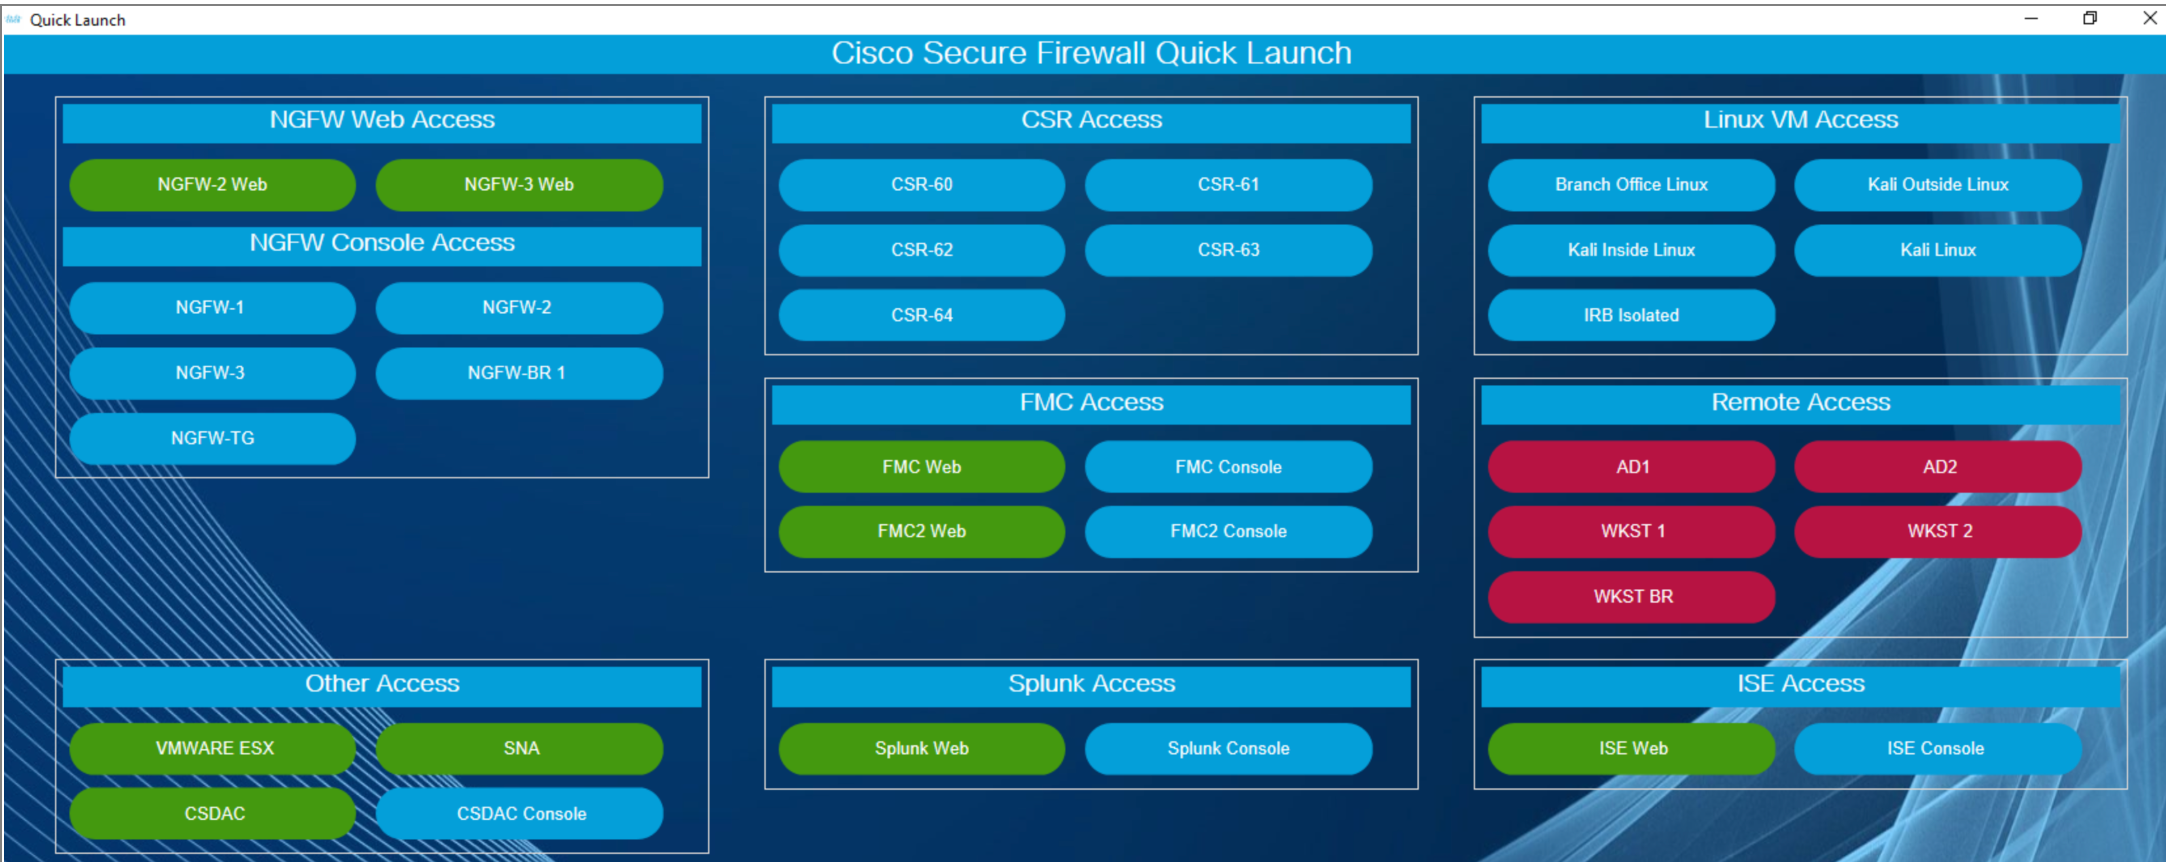 Quick Launch
Cisco Secure Firewall Quick Launch
NGFW Web Access
NGFW-2 Web
NGFW-3 Web
NGFW Console Access
NGFW-1
NGFW-2
NGFW-3
NGFW-BR 1
NGFW-TG
CSR Access
CSR-60
CSR-61
CSR-62
CSR-63
CSR-64
Linux VM Access
Branch Office Linux
Kali Outside Linux
Kali Inside Linux
Kali Linux
IRB Isolated
FMC Access
FMC Web
FMC Console
FMC2 Web
FMC2 Console
Remote Access
AD1
AD2
WKST 1
WKST 2
WKST BR
Other Access
VMWARE ESX
SNA
CSDAC
CSDAC Console
Splunk Access
Splunk Web
Splunk Console
ISE Access
ISE Web
ISE Console